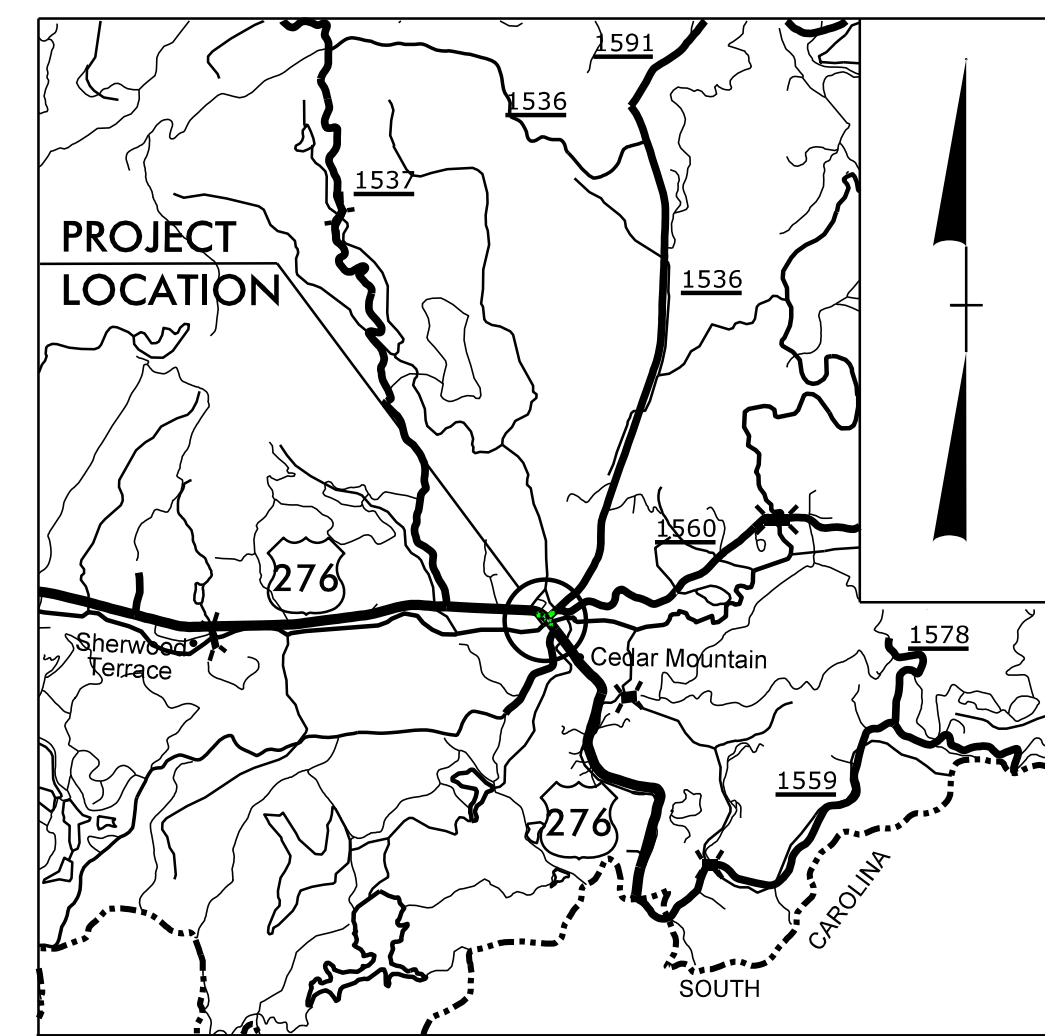 1591
1536
1537
PROJECT
LOCATION
1536
1560
276
Sherwood
Terrace
Cedar Mountain
1578
1559
276
CAROLINA
SOUTH